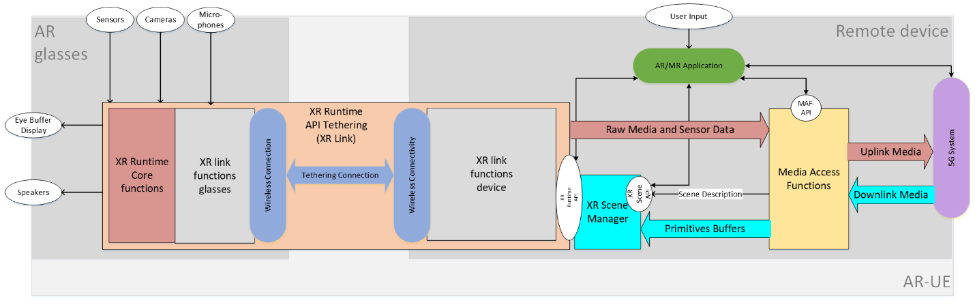 Sensors
Cameras
Micro-
phones
User Input
AR
glasses
Remote device
AR/MR Application
Eye Buffer
Display
Speakers
XR Runtime
Core
functions
XR link
functions
glasses
Wireless Connection
XR Runtime
API Tethering
(XR Link)
Tethering Connection
Wireless Connectivity
XR link
functions
device
Raw Media and Sensor Data
MAF-
API
XR
Runtime
API
XR Scene
Manager
XR
Scene
API
Scene Description
Primitives Buffers
Media Access
Functions
Uplink Media
Downlink Media
5G System
AR-UE